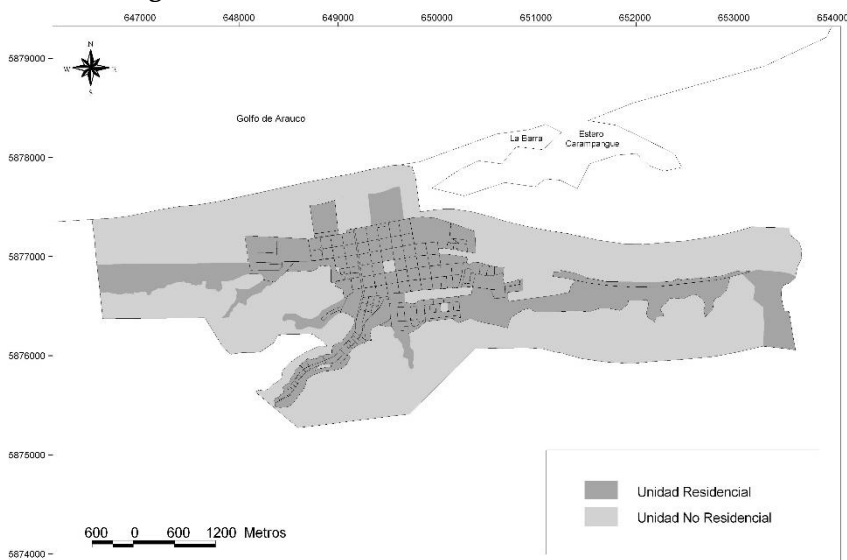 647000 648000 649000 650000 651000 652000 653000 654000
5879000
N
W E
S
Golfo de Arauco
La Barra
Estero
Carampangue
5878000
5877000
5876000
5875000
Unidad Residencial
Unidad No Residencial
600 0 600 1200 Metros
5874000